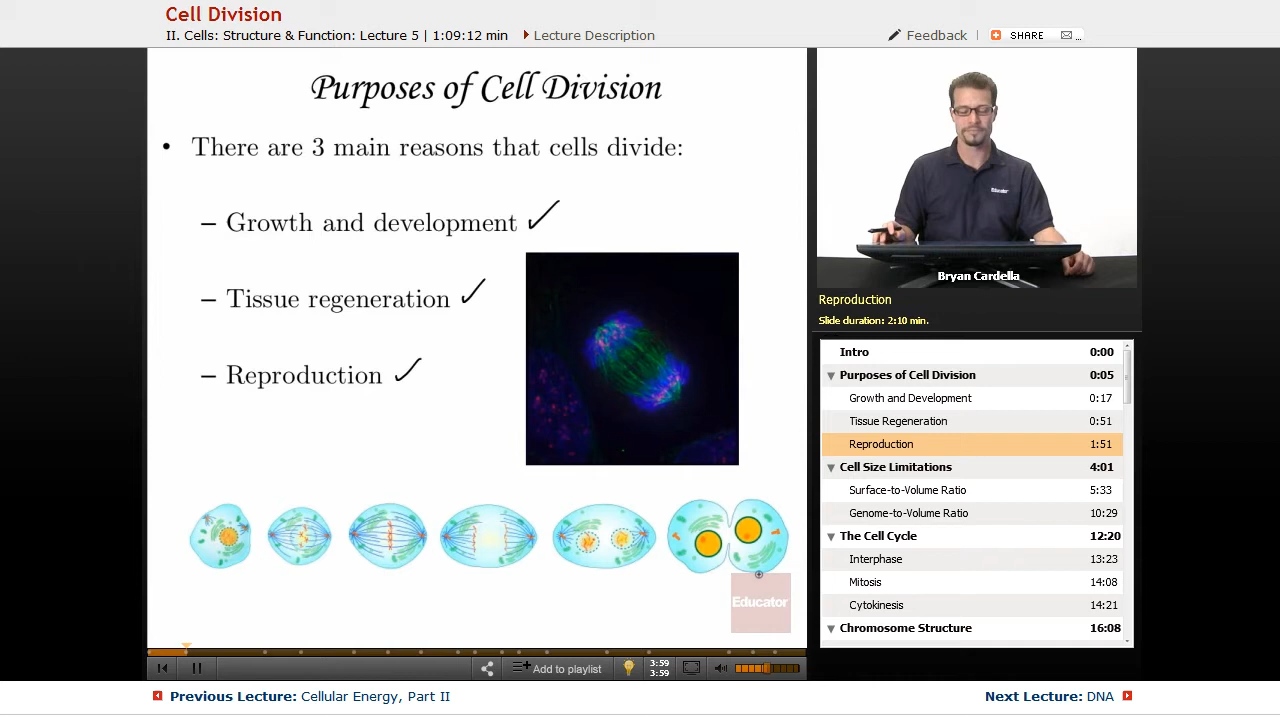 Cell Division
II. Cells: Structure & Function: Lecture 5 | 1:09:12 min Lecture Description
Feedback
SHARE
Purposes of Cell Division
• There are 3 main reasons that cells divide:
– Growth and development ✓
– Tissue regeneration ✓
– Reproduction ✓
Educator
Educator
Bryan Cardella
Reproduction
Slide duration: 2:10 min.
Intro 0:00
Purposes of Cell Division 0:05
Growth and Development 0:17
Tissue Regeneration 0:51
Reproduction 1:51
Cell Size Limitations 4:01
Surface-to-Volume Ratio 5:33
Genome-to-Volume Ratio 10:29
The Cell Cycle 12:20
Interphase 13:23
Mitosis 14:08
Cytokinesis 14:21
Chromosome Structure 16:08
Add to playlist
3:59
3:59
Previous Lecture: Cellular Energy, Part II
Next Lecture: DNA